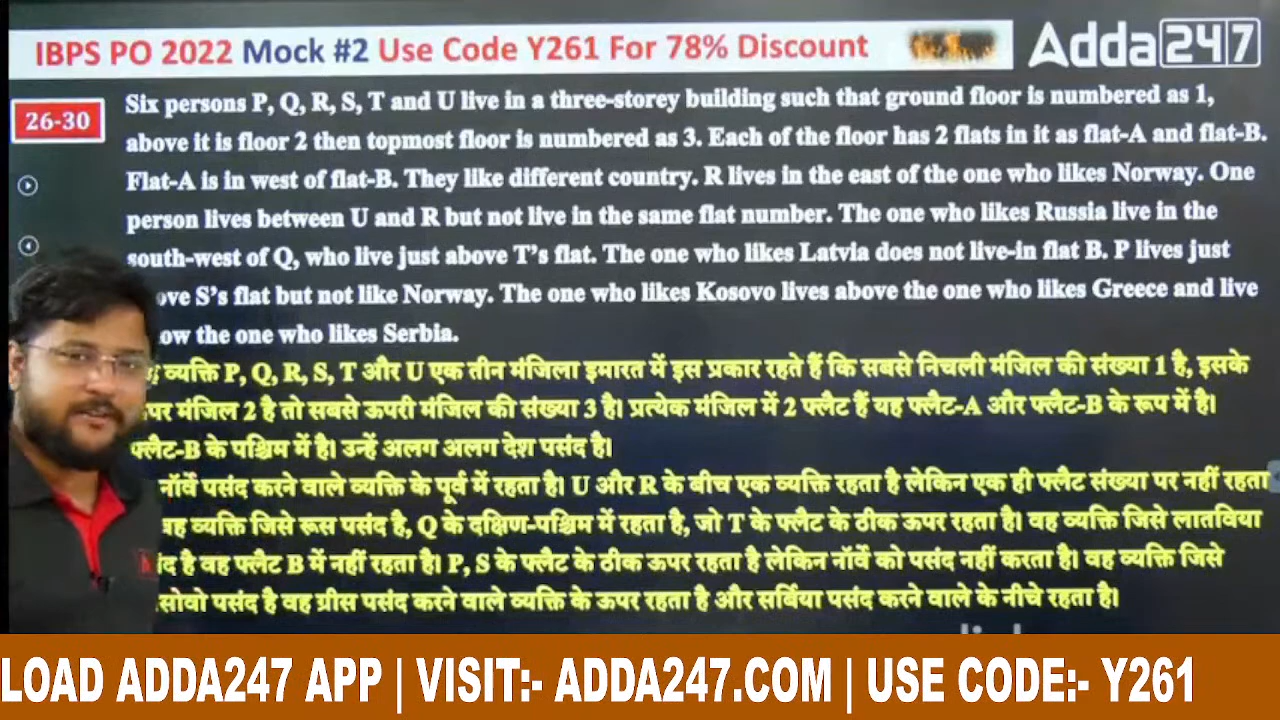 IBPS PO 2022 Mock #2 Use Code Y261 For 78% Discount
Adda247
26-30
Six persons P, Q, R, S, T and U live in a three-storey building such that ground floor is numbered as 1,
above it is floor 2 then topmost floor is numbered as 3. Each of the floor has 2 flats in it as flat-A and flat-B.
Flat-A is in west of flat-B. They like different country. R lives in the east of the one who likes Norway. One
person lives between U and R but not live in the same flat number. The one who likes Russia live in the
south-west of Q, who live just above T’s flat. The one who likes Latvia does not live-in flat B. P lives just
ove S’s flat but not like Norway. The one who likes Kosovo lives above the one who likes Greece and live
ow the one who likes Serbia.
व्यक्ति P, Q, R, S, T और U एक तीन मंजिला इमारत में इस प्रकार रहते हैं कि सबसे निचली मंजिल की संख्या 1 है, इसके
पर मंजिल 2 है तो सबसे ऊपरी मंजिल की संख्या 3 है। प्रत्येक मंजिल में 2 फ्लैट हैं यह फ्लैट-A और फ्लैट-B के रूप में है।
फ्लैट-B के पश्चिम में है। उन्हें अलग अलग देश पसंद है।
नॉर्वे पसंद करने वाले व्यक्ति के पूर्व में रहता है। U और R के बीच एक व्यक्ति रहता है लेकिन एक ही फ्लैट संख्या पर नहीं रहता
वह व्यक्ति जिसे रूस पसंद है, Q के दक्षिण-पश्चिम में रहता है, जो T के फ्लैट के ठीक ऊपर रहता है। वह व्यक्ति जिसे लातविया
द है वह फ्लैट B में नहीं रहता है। P, S के फ्लैट के ठीक ऊपर रहता है लेकिन नॉर्वे को पसंद नहीं करता है। वह व्यक्ति जिसे
सोवो पसंद है वह ग्रीस पसंद करने वाले व्यक्ति के ऊपर रहता है और सर्बिया पसंद करने वाले के नीचे रहता है।
LOAD ADDA247 APP | VISIT:- ADDA247.COM | USE CODE:- Y261